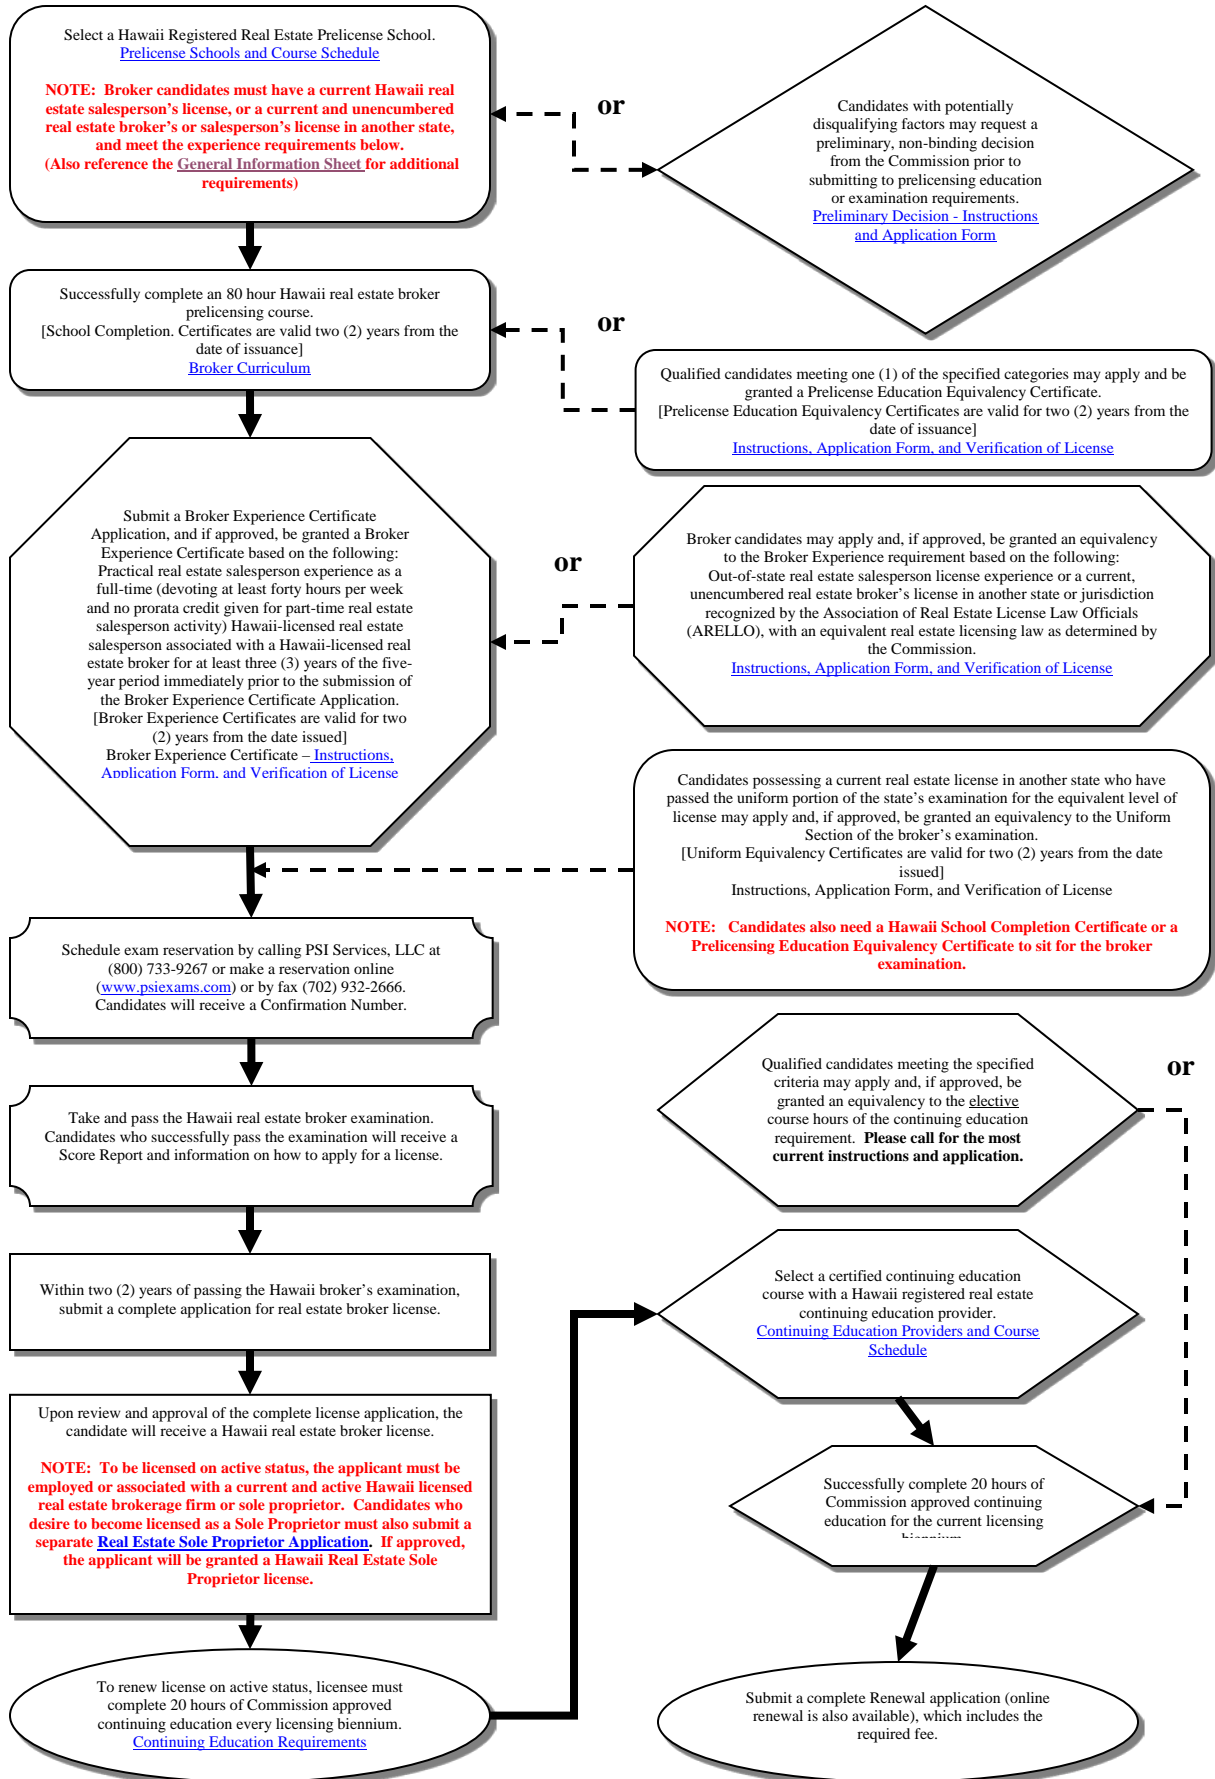 Select a Hawaii Registered Real Estate Prelicense School.
Prelicense Schools and Course Schedule
NOTE:  Broker candidates must have a current Hawaii real
estate salesperson's license, or a current and unencumbered
real estate broker's or salesperson's license in another state,
and meet the experience requirements below.
(Also reference the General Information Sheet for additional
requirements)
or
Candidates with potentially
disqualifying factors may request a
preliminary, non-binding decision
from the Commission prior to
submitting to prelicensing education
or examination requirements.
Preliminary Decision - Instructions
and Application Form
Successfully complete an 80 hour Hawaii real estate broker
prelicensing course.
[School Completion. Certificates are valid two (2) years from the
date of issuance]
Broker Curriculum
or
Qualified candidates meeting one (1) of the specified categories may apply and be
granted a Prelicense Education Equivalency Certificate.
[Prelicense Education Equivalency Certificates are valid for two (2) years from the
date of issuance]
Instructions, Application Form, and Verification of License
Submit a Broker Experience Certificate
Application, and if approved, be granted a Broker
Experience Certificate based on the following:
Practical real estate salesperson experience as a
full-time (devoting at least forty hours per week
and no prorata credit given for part-time real estate
salesperson activity) Hawaii-licensed real estate
salesperson associated with a Hawaii-licensed real
estate broker for at least three (3) years of the five-
year period immediately prior to the submission of
the Broker Experience Certificate Application.
[Broker Experience Certificates are valid for two
(2) years from the date issued]
Broker Experience Certificate – Instructions,
Application Form, and Verification of License
or
Broker candidates may apply and, if approved, be granted an equivalency
to the Broker Experience requirement based on the following:
Out-of-state real estate salesperson license experience or a current,
unencumbered real estate broker's license in another state or jurisdiction
recognized by the Association of Real Estate License Law Officials
(ARELLO), with an equivalent real estate licensing law as determined by
the Commission.
Instructions, Application Form, and Verification of License
Candidates possessing a current real estate license in another state who have
passed the uniform portion of the state's examination for the equivalent level of
license may apply and, if approved, be granted an equivalency to the Uniform
Section of the broker's examination.
[Uniform Equivalency Certificates are valid for two (2) years from the date
issued]
Instructions, Application Form, and Verification of License
NOTE:   Candidates also need a Hawaii School Completion Certificate or a
Prelicensing Education Equivalency Certificate to sit for the broker
examination.
Schedule exam reservation by calling PSI Services, LLC at
(800) 733-9267 or make a reservation online
(www.psiexams.com) or by fax (702) 932-2666.
Candidates will receive a Confirmation Number.
Take and pass the Hawaii real estate broker examination.
Candidates who successfully pass the examination will receive a
Score Report and information on how to apply for a license.
Within two (2) years of passing the Hawaii broker's examination,
submit a complete application for real estate broker license.
Upon review and approval of the complete license application, the
candidate will receive a Hawaii real estate broker license.
NOTE:  To be licensed on active status, the applicant must be
employed or associated with a current and active Hawaii licensed
real estate brokerage firm or sole proprietor.  Candidates who
desire to become licensed as a Sole Proprietor must also submit a
separate Real Estate Sole Proprietor Application.  If approved,
the applicant will be granted a Hawaii Real Estate Sole
Proprietor license.
To renew license on active status, licensee must
complete 20 hours of Commission approved
continuing education every licensing biennium.
Continuing Education Requirements
Qualified candidates meeting the specified
criteria may apply and, if approved, be
granted an equivalency to the elective
course hours of the continuing education
requirement.  Please call for the most
current instructions and application.
or
Select a certified continuing education
course with a Hawaii registered real estate
continuing education provider.
Continuing Education Providers and Course
Schedule
Successfully complete 20 hours of
Commission approved continuing
education for the current licensing
biennium
Submit a complete Renewal application (online
renewal is also available), which includes the
required fee.